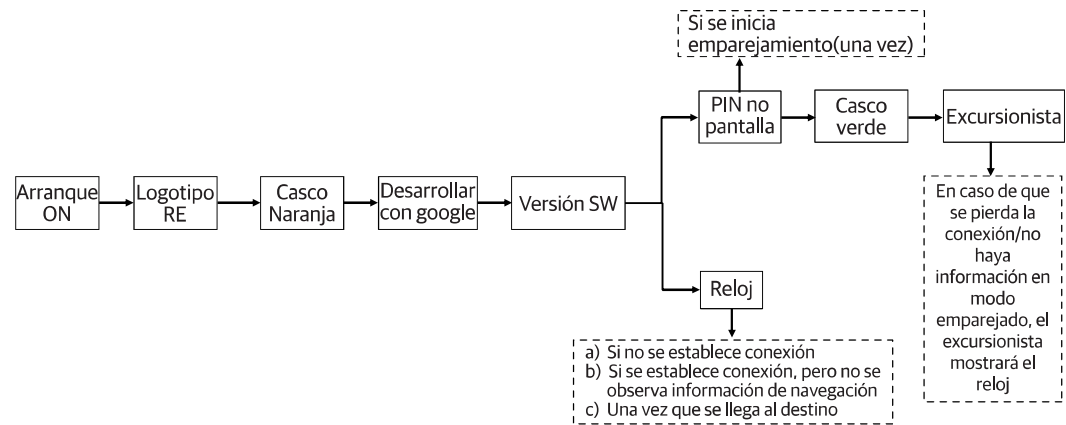 Si se inicia
emparejamiento(una vez)
PIN no
pantalla
Casco
verde
Excursionista
Arranque
ON
Logotipo
RE
Casco
Naranja
Desarrollar
con google
Versión SW
En caso de que
se pierda la
conexión/no
haya
información en
modo
emparejado, el
excursionista
mostrará el
reloj
Reloj
a) Si no se establece conexión
b) Si se establece conexión, pero no se
observa información de navegación
c) Una vez que se llega al destino